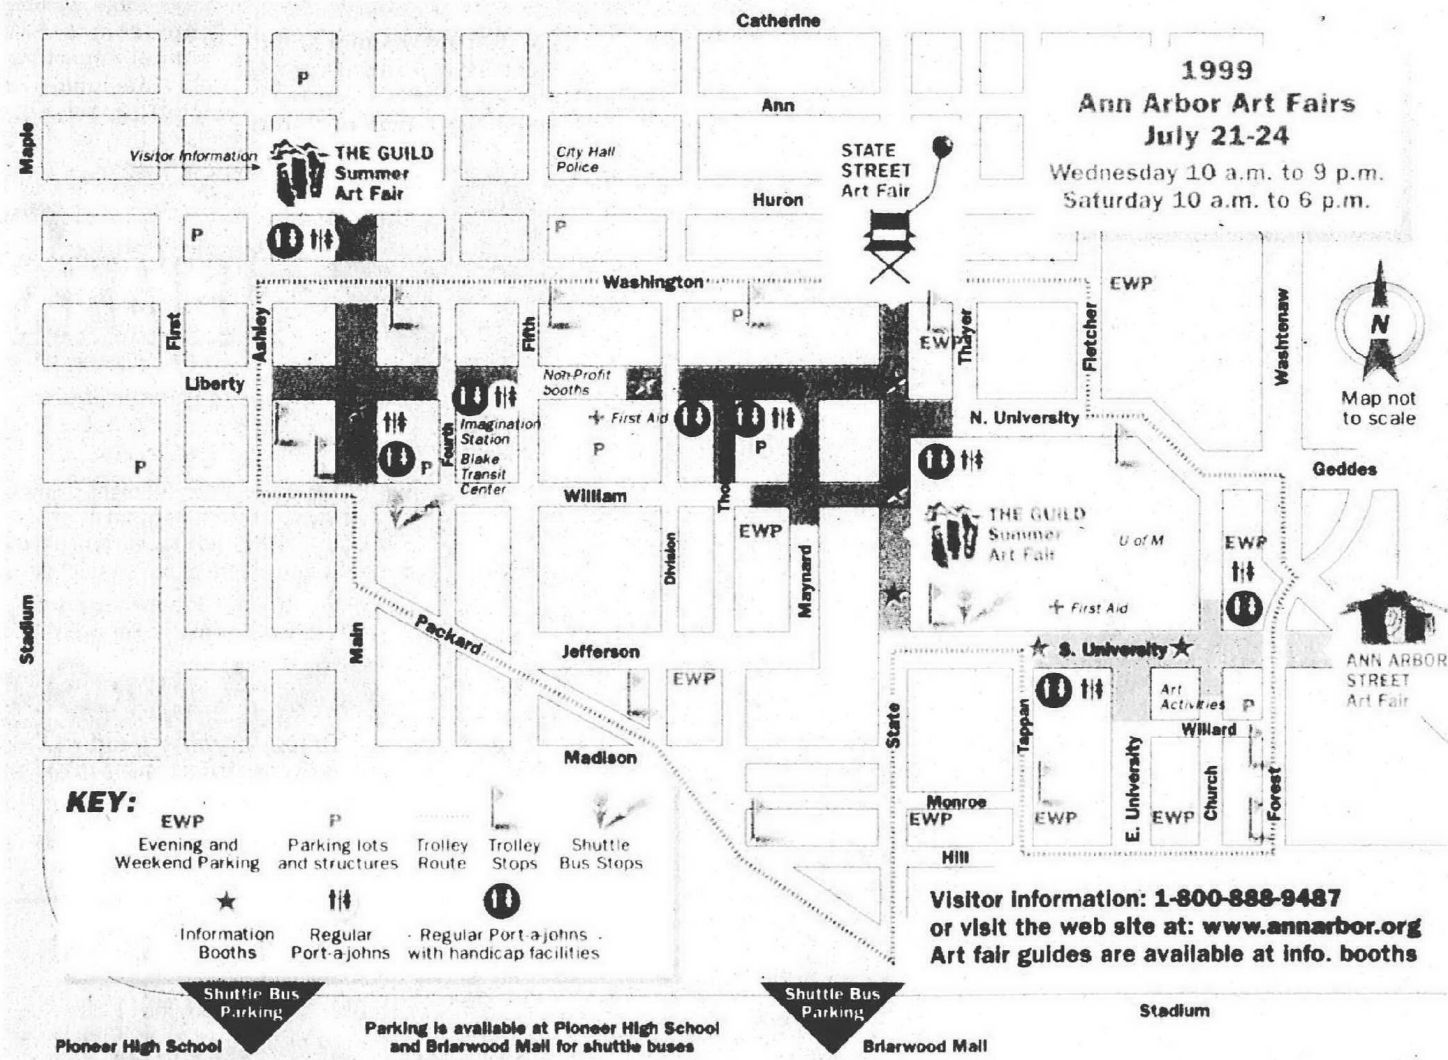 Catherine
1999
Ann Arbor Art Fairs
July 21-24
Wednesday 10 a.m. to 9 p.m.
Saturday 10 a.m. to 6 p.m.
P
Ann
Maple
Visitor Information
THE GUILD
Summer
Art Fair
City Hall
Police
STATE
STREET
Art Fair
Huron
P
P
Washington
EWP
First
Ashley
Fifth
P
EWP
Thayer
Fletcher
Washtenaw
N
Map not
to scale
Liberty
Non-Profit
booths
First Aid
N. University
Imagination
Station
Blake
Transit
Center
Fourth
P
P
P
P
Geddes
William
Tho
EWP
THE GUILD
Summer
Art Fair
U of M
EWP
Division
Maynard
First Aid
Stadium
Main
Packard
Jefferson
S. University
ANN ARBOR
STREET
Art Fair
EWP
Art
Activities
P
State
Tappan
Willard
Madison
E. University
Church
Forest
Monroe
EWP
EWP
EWP
Hill
KEY:
EWP
Evening and
Weekend Parking
P
Parking lots
and structures
Trolley
Route
Trolley
Stops
Shuttle
Bus Stops
Information
Booths
Regular
Port-a-johns
Regular Port-a-johns
with handicap facilities
Visitor information: 1-800-888-9487
or visit the web site at: www.annarbor.org
Art fair guides are available at info. booths
Shuttle Bus
Parking
Shuttle Bus
Parking
Stadium
Pioneer High School
Parking is available at Pioneer High School
and Briarwood Mall for shuttle buses
Briarwood Mall